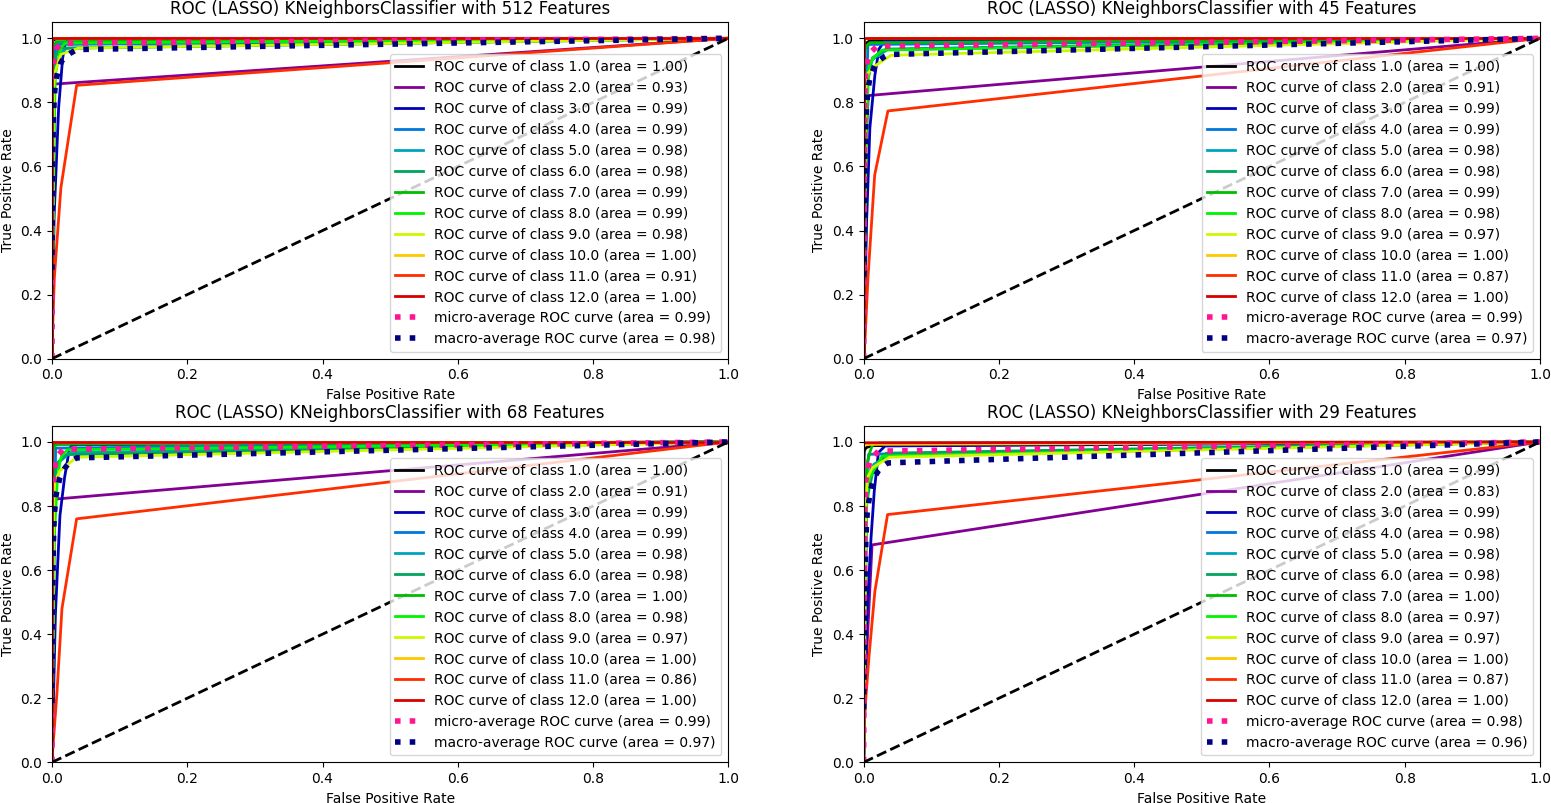 ROC (LASSO) KNeighborsClassifier with 512 Features
True Positive Rate
1.0
0.8
0.6
0.4
0.2
0.0
ROC curve of class 1.0 (area = 1.00)
ROC curve of class 2.0 (area = 0.93)
ROC curve of class 3.0 (area = 0.99)
ROC curve of class 4.0 (area = 0.99)
ROC curve of class 5.0 (area = 0.98)
ROC curve of class 6.0 (area = 0.98)
ROC curve of class 7.0 (area = 0.99)
ROC curve of class 8.0 (area = 0.99)
ROC curve of class 9.0 (area = 0.98)
ROC curve of class 10.0 (area = 1.00)
ROC curve of class 11.0 (area = 0.91)
ROC curve of class 12.0 (area = 1.00)
micro-average ROC curve (area = 0.99)
macro-average ROC curve (area = 0.98)
0.0 0.2 0.4 0.6 0.8 1.0
False Positive Rate
ROC (LASSO) KNeighborsClassifier with 45 Features
True Positive Rate
1.0
0.8
0.6
0.4
0.2
0.0
ROC curve of class 1.0 (area = 1.00)
ROC curve of class 2.0 (area = 0.91)
ROC curve of class 3.0 (area = 0.99)
ROC curve of class 4.0 (area = 0.99)
ROC curve of class 5.0 (area = 0.98)
ROC curve of class 6.0 (area = 0.98)
ROC curve of class 7.0 (area = 0.99)
ROC curve of class 8.0 (area = 0.98)
ROC curve of class 9.0 (area = 0.97)
ROC curve of class 10.0 (area = 1.00)
ROC curve of class 11.0 (area = 0.87)
ROC curve of class 12.0 (area = 1.00)
micro-average ROC curve (area = 0.99)
macro-average ROC curve (area = 0.97)
0.0 0.2 0.4 0.6 0.8 1.0
False Positive Rate
ROC (LASSO) KNeighborsClassifier with 68 Features
True Positive Rate
1.0
0.8
0.6
0.4
0.2
0.0
ROC curve of class 1.0 (area = 1.00)
ROC curve of class 2.0 (area = 0.91)
ROC curve of class 3.0 (area = 0.99)
ROC curve of class 4.0 (area = 0.99)
ROC curve of class 5.0 (area = 0.98)
ROC curve of class 6.0 (area = 0.98)
ROC curve of class 7.0 (area = 1.00)
ROC curve of class 8.0 (area = 0.98)
ROC curve of class 9.0 (area = 0.97)
ROC curve of class 10.0 (area = 1.00)
ROC curve of class 11.0 (area = 0.86)
ROC curve of class 12.0 (area = 1.00)
micro-average ROC curve (area = 0.99)
macro-average ROC curve (area = 0.97)
0.0 0.2 0.4 0.6 0.8 1.0
False Positive Rate
ROC (LASSO) KNeighborsClassifier with 29 Features
True Positive Rate
1.0
0.8
0.6
0.4
0.2
0.0
ROC curve of class 1.0 (area = 0.99)
ROC curve of class 2.0 (area = 0.83)
ROC curve of class 3.0 (area = 0.99)
ROC curve of class 4.0 (area = 0.98)
ROC curve of class 5.0 (area = 0.98)
ROC curve of class 6.0 (area = 0.98)
ROC curve of class 7.0 (area = 1.00)
ROC curve of class 8.0 (area = 0.97)
ROC curve of class 9.0 (area = 0.97)
ROC curve of class 10.0 (area = 1.00)
ROC curve of class 11.0 (area = 0.87)
ROC curve of class 12.0 (area = 1.00)
micro-average ROC curve (area = 0.98)
macro-average ROC curve (area = 0.96)
0.0 0.2 0.4 0.6 0.8 1.0
False Positive Rate